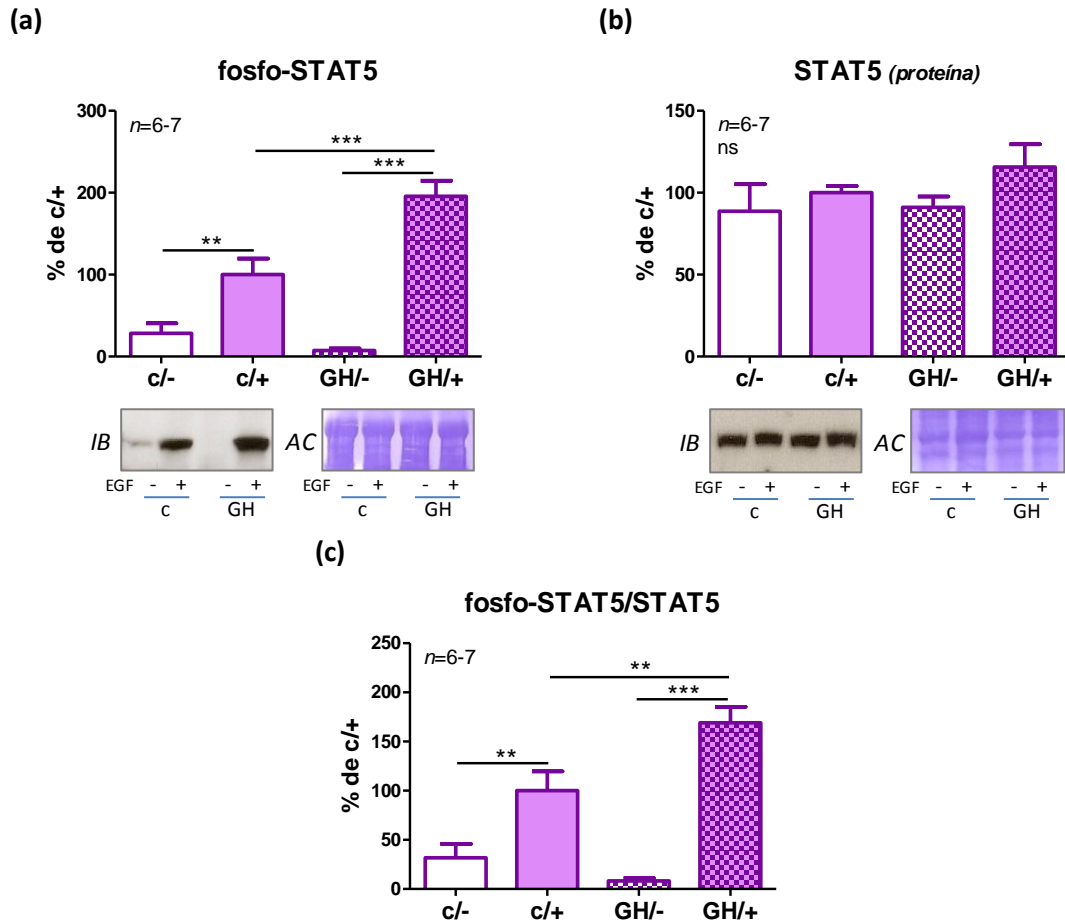 (a)
fosfo-STAT5
n=6-7
***
***
**
% de c/+
300
200
100
0
c/- c/+ GH/- GH/+
IB
AC
EGF - + - + - + - +
c GH c GH
(b)
STAT5 (proteína)
n=6-7
ns
% de c/+
150
100
50
0
c/- c/+ GH/- GH/+
IB
AC
EGF - + - + - + - +
c GH c GH
(c)
fosfo-STAT5/STAT5
n=6-7
**
***
**
% de c/+
250
200
150
100
50
0
c/- c/+ GH/- GH/+